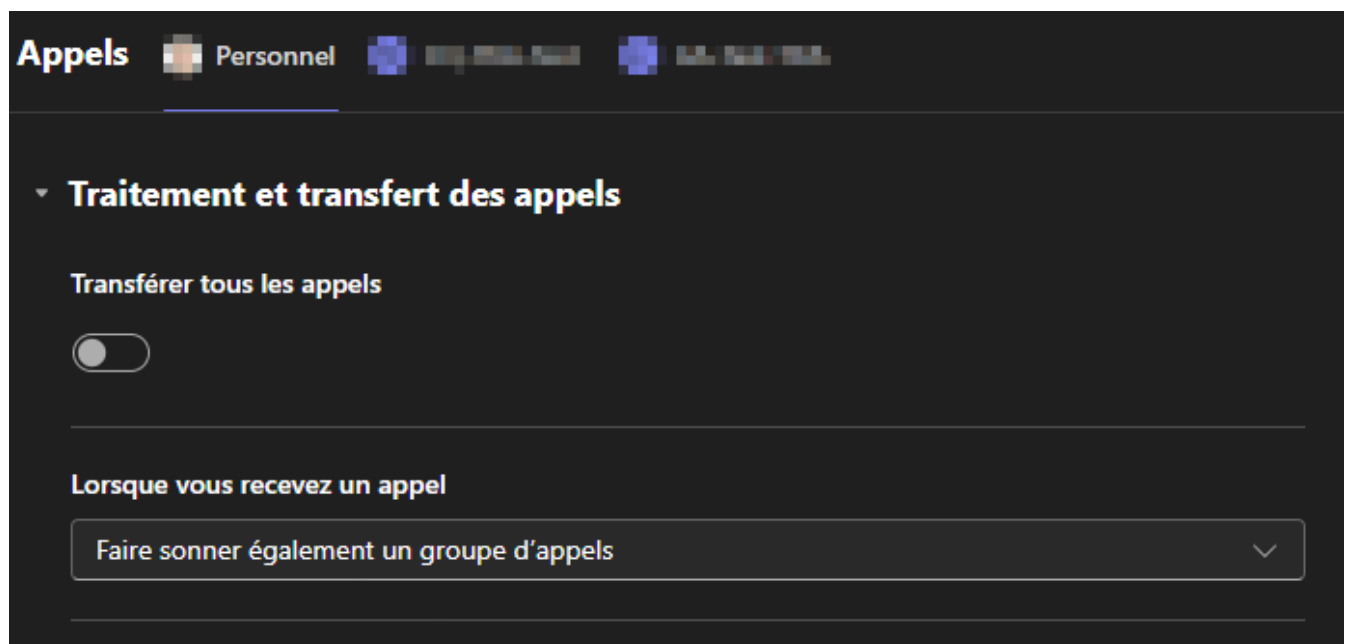 Appels Personnel
Traitement et transfert des appels
Transférer tous les appels
Lorsque vous recevez un appel
Faire sonner également un groupe d’appels